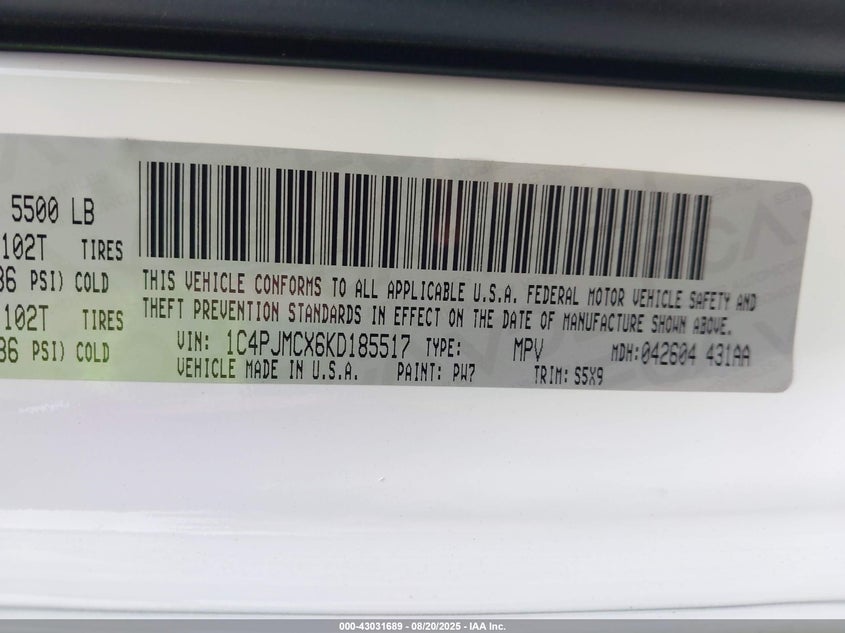 5500 LB
102T TIRES
36 PSI) COLD
102T TIRES
36 PSI) COLD
THIS VEHICLE CONFORMS TO ALL APPLICABLE U.S.A. FEDERAL MOTOR VEHICLE SAFETY AND
THEFT PREVENTION STANDARDS IN EFFECT ON THE DATE OF MANUFACTURE SHOWN ABOVE.
VIN: 1C4PJMCX6KD185517 TYPE: MPV MDH:042604 431AA
VEHICLE MADE IN U.S.A. PAINT: PW7 TRIM: S5X9
000-43031689 - 08/20/2025 - IAA Inc.